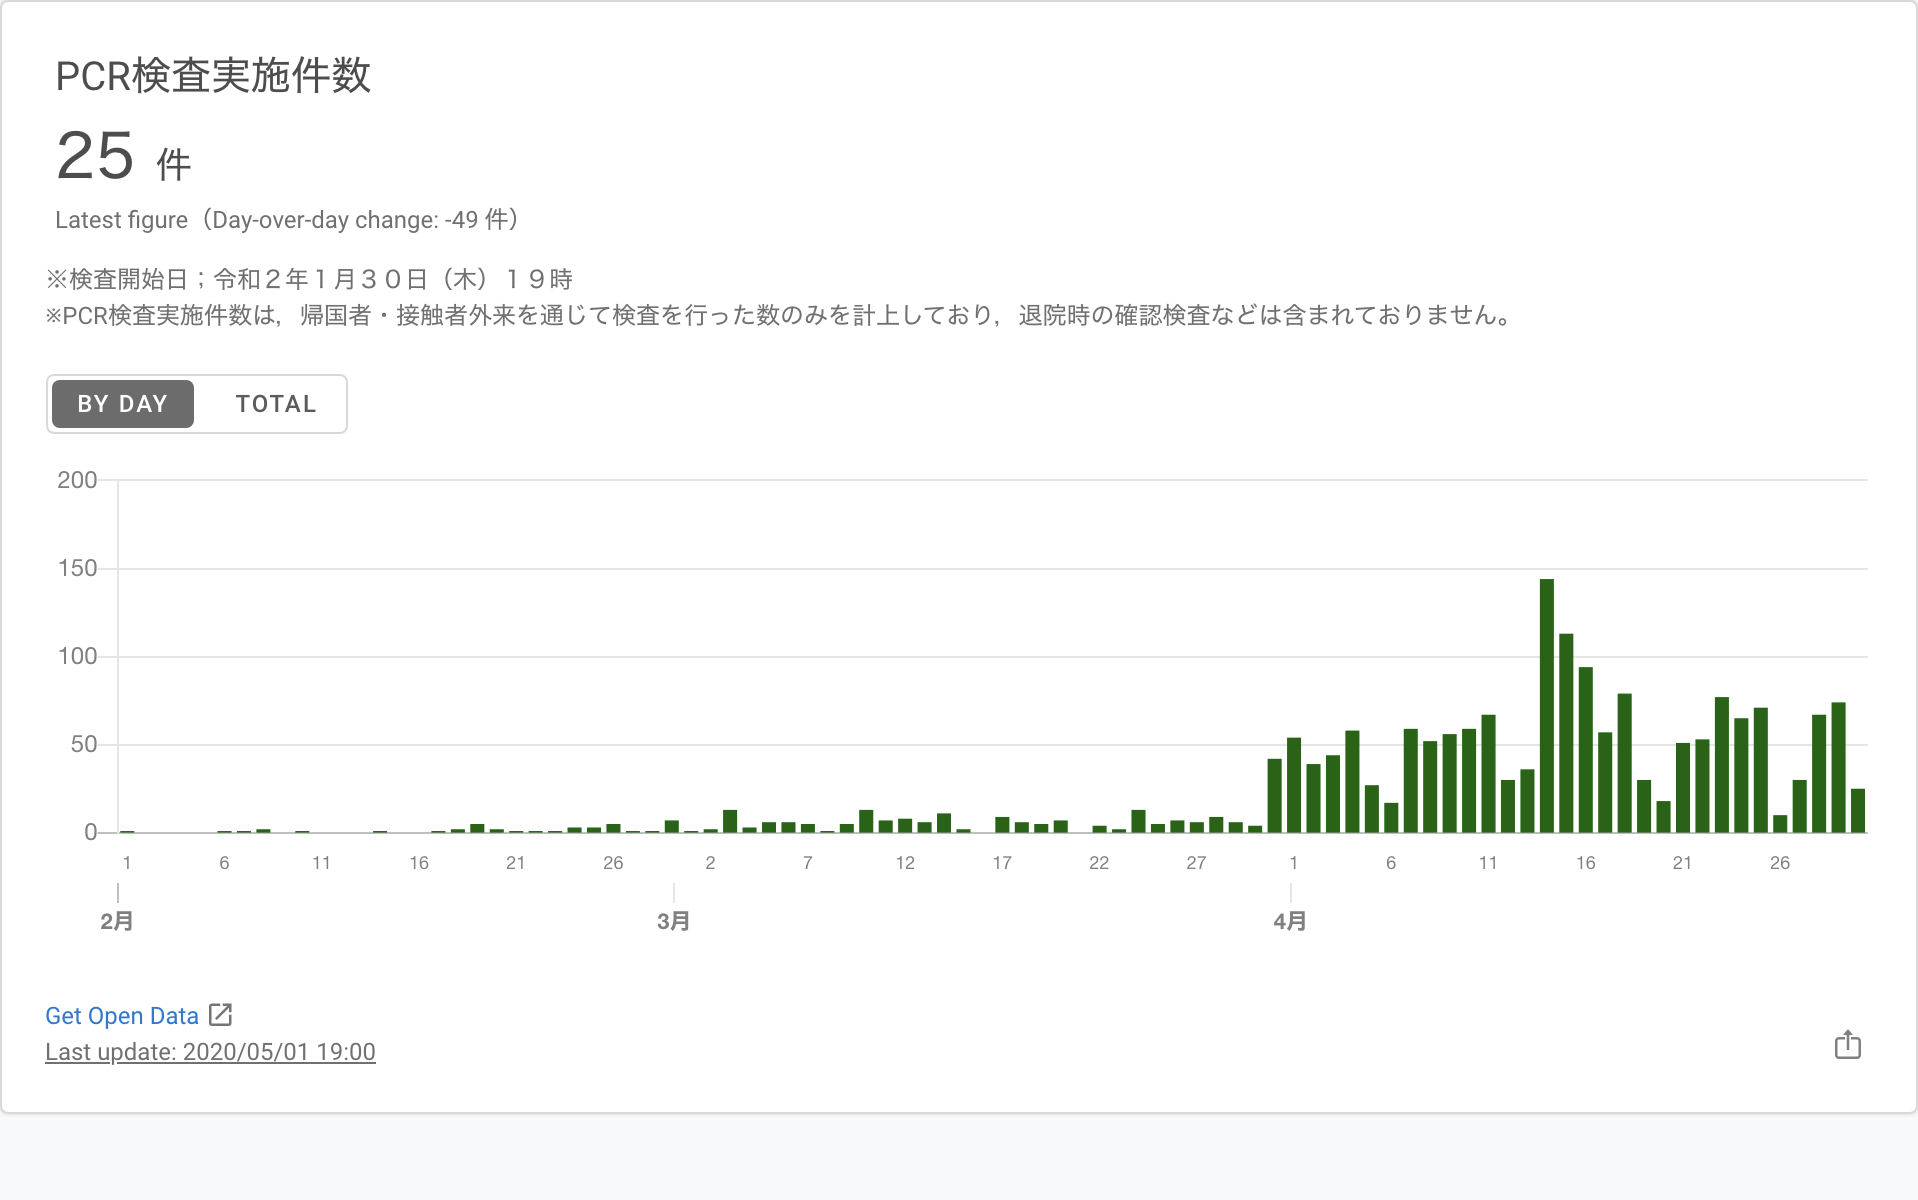 PCR検査実施件数
25 件
Latest figure（Day-over-day change: -49 件）
※検査開始日；令和２年１月３０日（木）１９時
※PCR検査実施件数は，帰国者・接触者外来を通じて検査を行った数のみを計上しており，退院時の確認検査などは含まれておりません。
BY DAY TOTAL
200
150
100
50
0
1 6 11 16 21 26 2 7 12 17 22 27 1 6 11 16 21 26
2月 3月 4月
Get Open Data
Last update: 2020/05/01 19:00